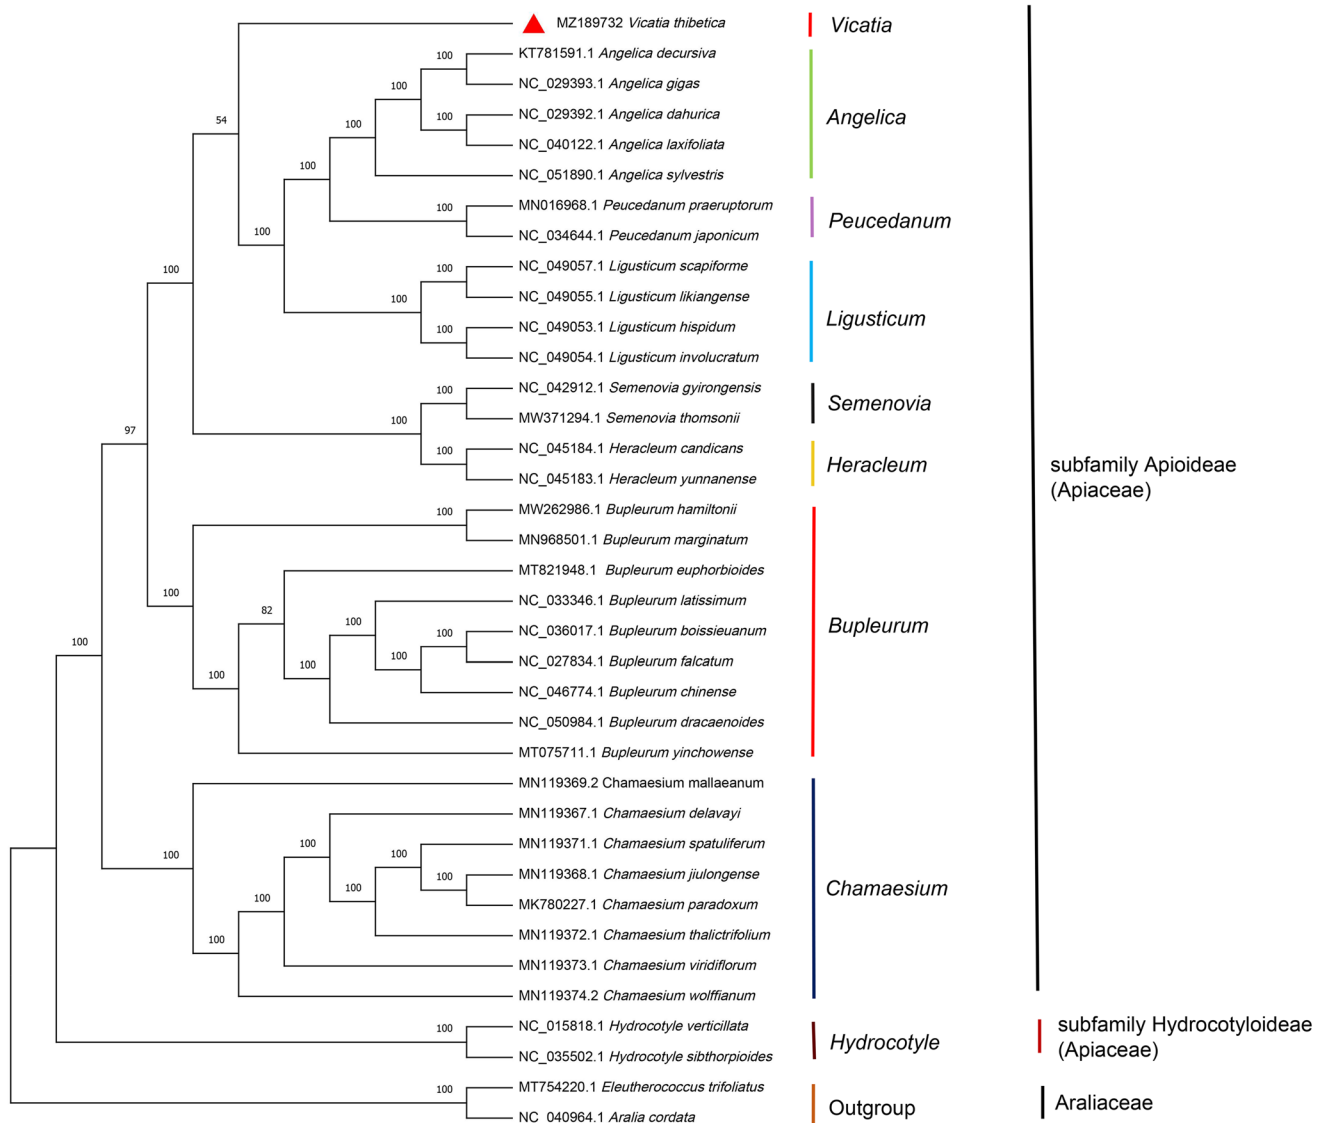 MZ189732 Vicatia thibetica
KT781591.1 Angelica decursiva
NC_029393.1 Angelica gigas
NC_029392.1 Angelica dahurica
NC_040122.1 Angelica laxifoliata
NC_051890.1 Angelica sylvestris
MN016968.1 Peucedanum praeruptorum
NC_034644.1 Peucedanum japonicum
NC_049057.1 Ligusticum scapiforme
NC_049055.1 Ligusticum likiangense
NC_049053.1 Ligusticum hispidum
NC_049054.1 Ligusticum involucratum
NC_042912.1 Semenovia gyirongensis
MW371294.1 Semenovia thomsonii
NC_045184.1 Heracleum candicans
NC_045183.1 Heracleum yunnanense
MW262986.1 Bupleurum hamiltonii
MN968501.1 Bupleurum marginatum
MT821948.1 Bupleurum euphorbioides
NC_033346.1 Bupleurum latissimum
NC_036017.1 Bupleurum boissieuanum
NC_027834.1 Bupleurum falcatum
NC_046774.1 Bupleurum chinense
NC_050984.1 Bupleurum dracaenoides
MT075711.1 Bupleurum yinchowense
MN119369.2 Chamaesium mallaeanum
MN119367.1 Chamaesium delavayi
MN119371.1 Chamaesium spatuliferum
MN119368.1 Chamaesium jiulongense
MK780227.1 Chamaesium paradoxum
MN119372.1 Chamaesium thalictrifolium
MN119373.1 Chamaesium viridiflorum
MN119374.2 Chamaesium wolffianum
NC_015818.1 Hydrocotyle verticillata
NC_035502.1 Hydrocotyle sibthorpioides
MT754220.1 Eleutherococcus trifoliatus
NC_040964.1 Aralia cordata
100
100
100
54
100
100
100
100
100
100
100
100
100
100
100
100
97
100
100
82
100
100
100
100
100
100
100
100
100
100
100
100
100
100
Vicatia
Angelica
Peucedanum
Ligusticum
Semenovia
Heracleum
Bupleurum
Chamaesium
Hydrocotyle
Outgroup
subfamily Apioideae
(Apiaceae)
subfamily Hydrocotyloideae
(Apiaceae)
Araliaceae